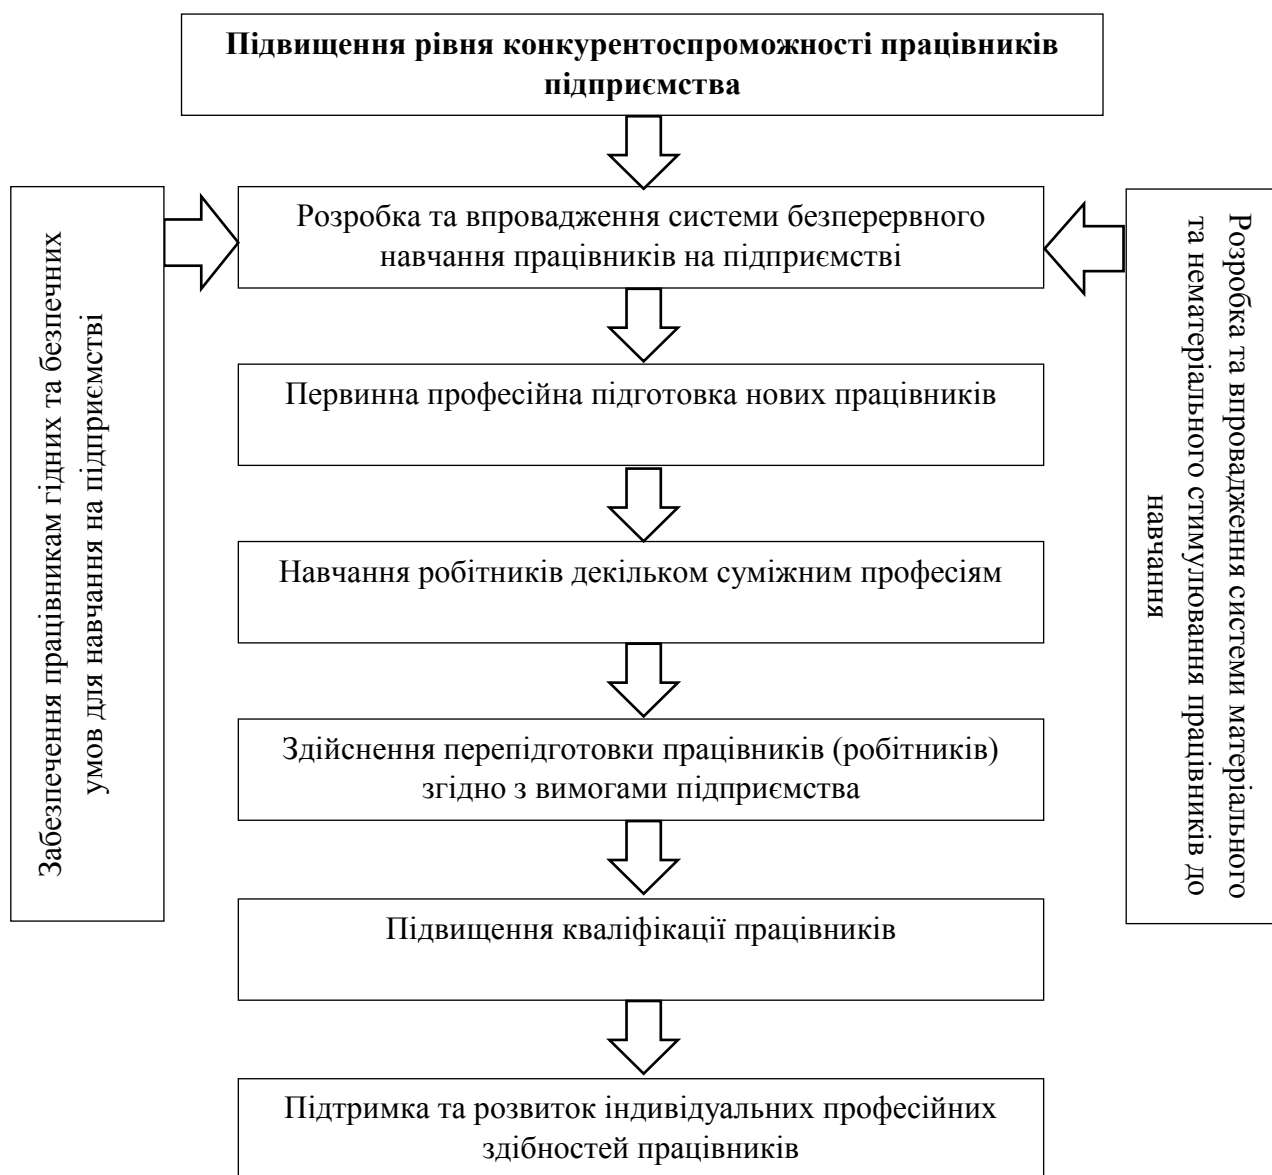 Підвищення рівня конкурентоспроможності працівників
підприємства
Забезпечення працівникам гідних та безпечних
умов для навчання на підприємстві
Розробка та впровадження системи безперервного
навчання працівників на підприємстві
Розробка та впровадження системи матеріального
та нематеріального стимулювання працівників до
навчання
Первинна професійна підготовка нових працівників
Навчання робітників декільком суміжним професіям
Здійснення перепідготовки працівників (робітників)
згідно з вимогами підприємства
Підвищення кваліфікації працівників
Підтримка та розвиток індивідуальних професійних
здібностей працівників